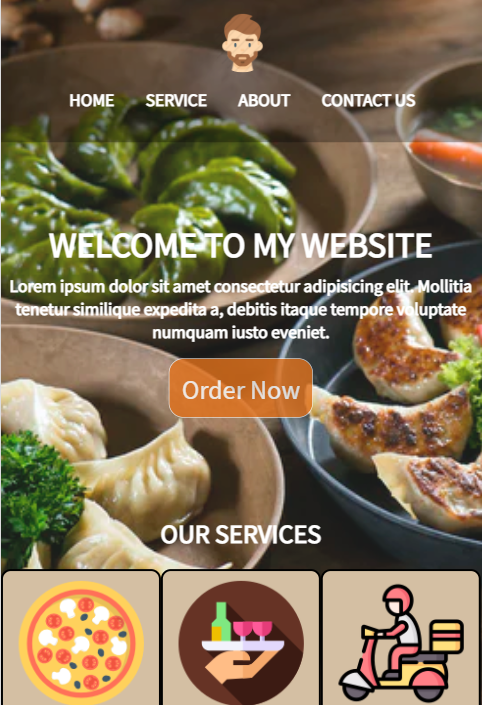 HOME SERVICE ABOUT CONTACT US
WELCOME TO MY WEBSITE
Lorem ipsum dolor sit amet consectetur adipisicing elit. Mollitia
tenetur similique expedita a, debitis itaque tempore voluptate
numquam iusto eveniet.
Order Now
OUR SERVICES